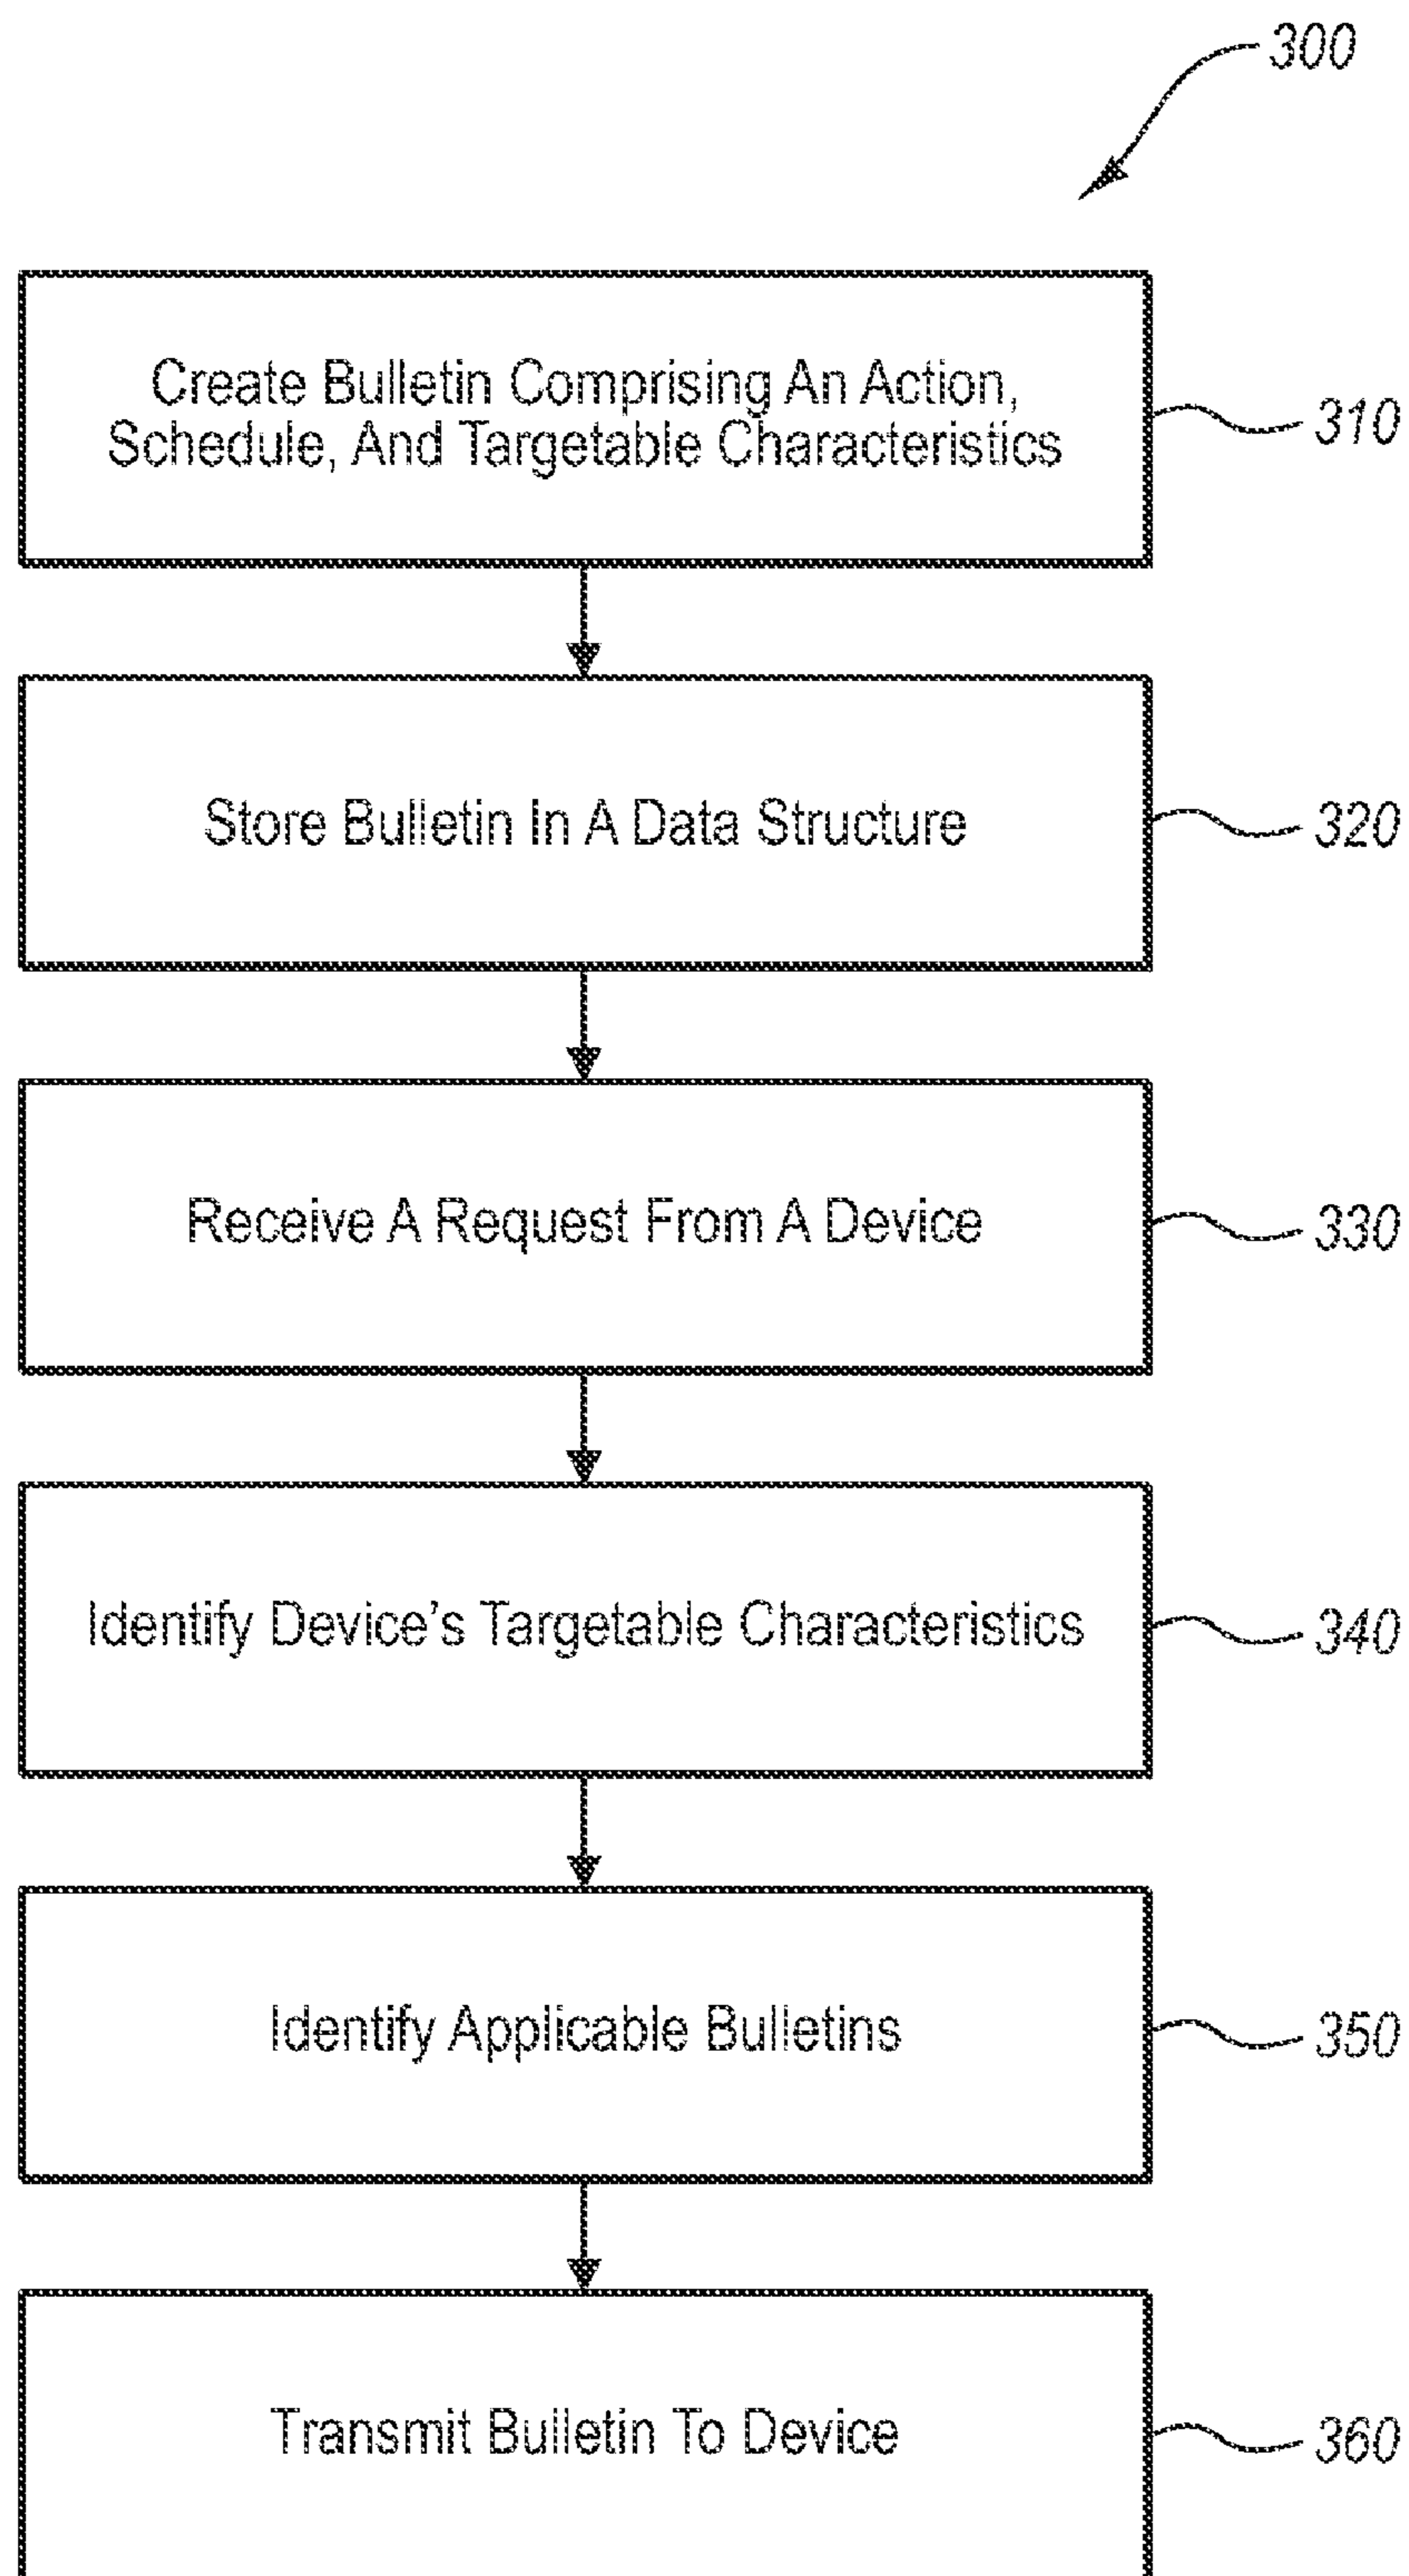 300
Create Bulletin Comprising An Action,
Schedule, And Targetable Characteristics
310
Store Bulletin In A Data Structure
320
Receive A Request From A Device
330
Identify Device’s Targetable Characteristics
340
Identify Applicable Bulletins
350
Transmit Bulletin To Device
360